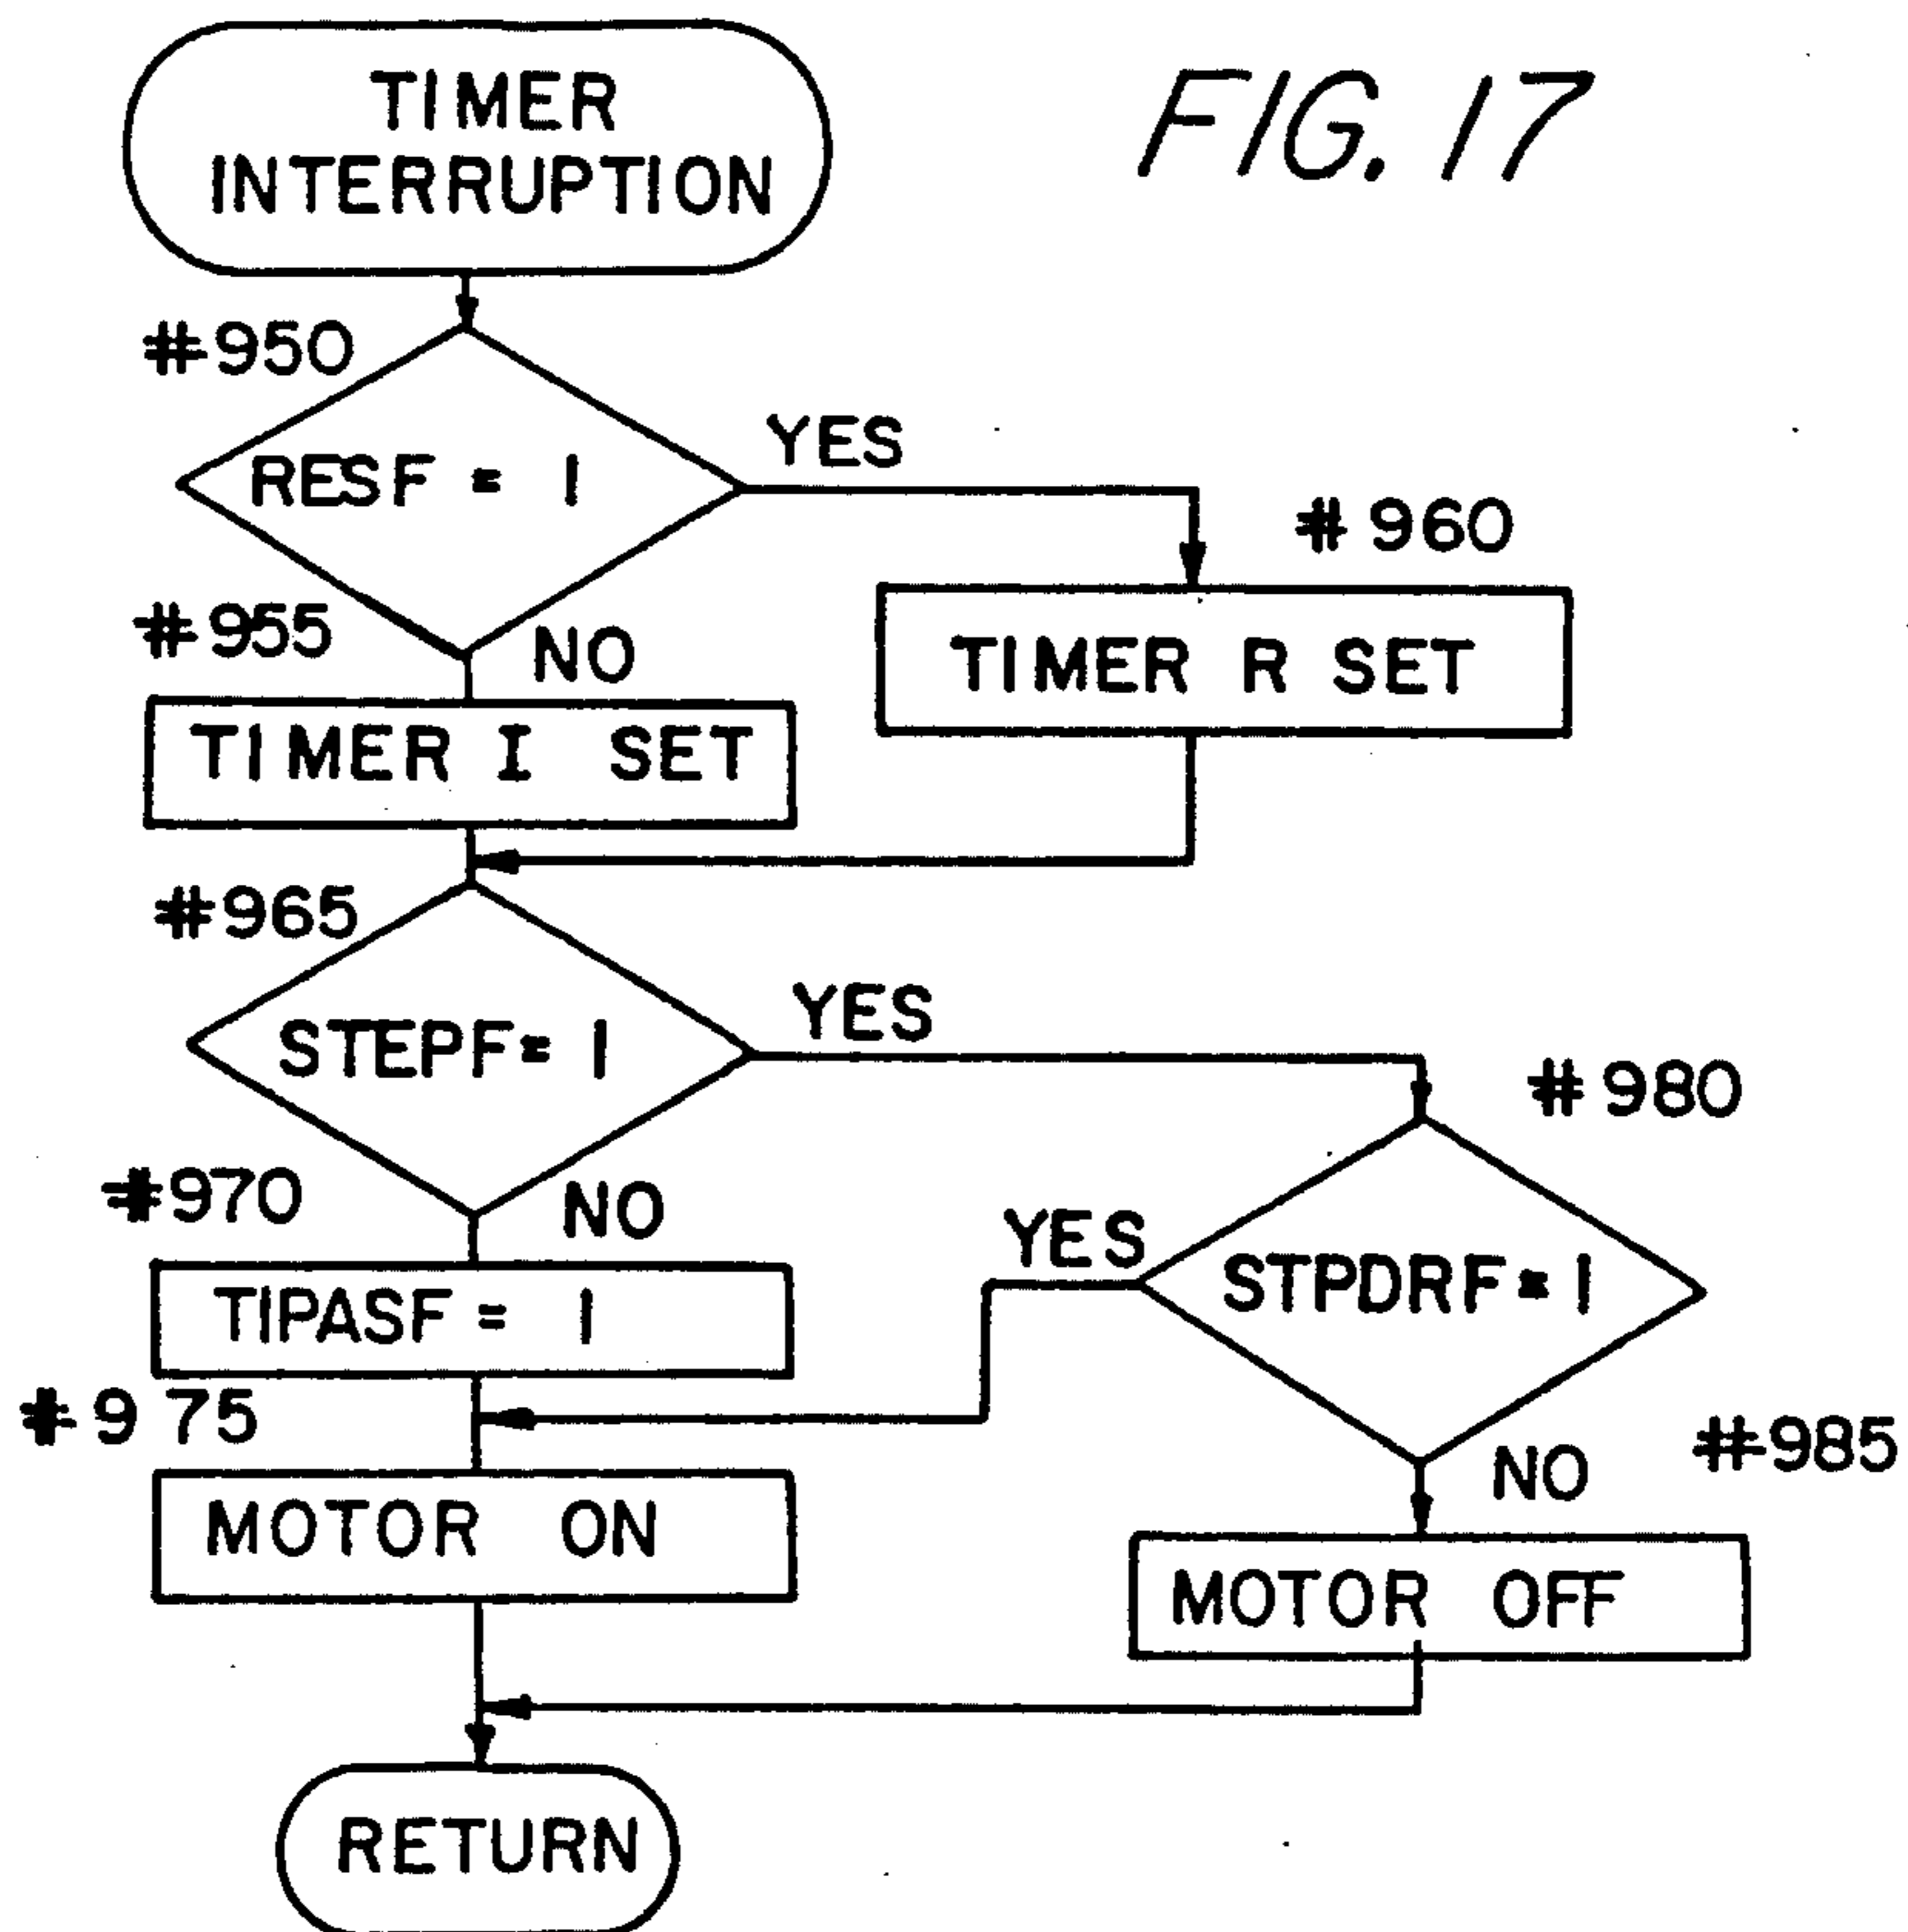 FIG. 17
TIMER
INTERRUPTION
#950
RESF = 1
YES
#960
TIMER R SET
#955
NO
TIMER I SET
#965
STEPF = 1
YES
#980
STPDRF = 1
YES
#970
NO
TIPASF = 1
#975
MOTOR ON
NO
#985
MOTOR OFF
RETURN